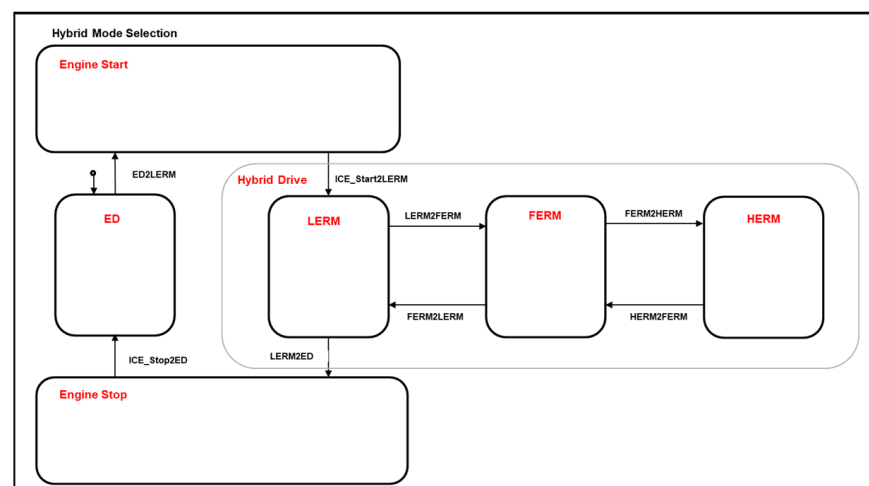 Hybrid Mode Selection
Engine Start
ED2LERM
ICE_Start2LERM
Hybrid Drive
ED
LERM
LERM2FERM
FERM
FERM2HERM
HERM
FERM2LERM
HERM2FERM
LERM2ED
ICE_Stop2ED
Engine Stop